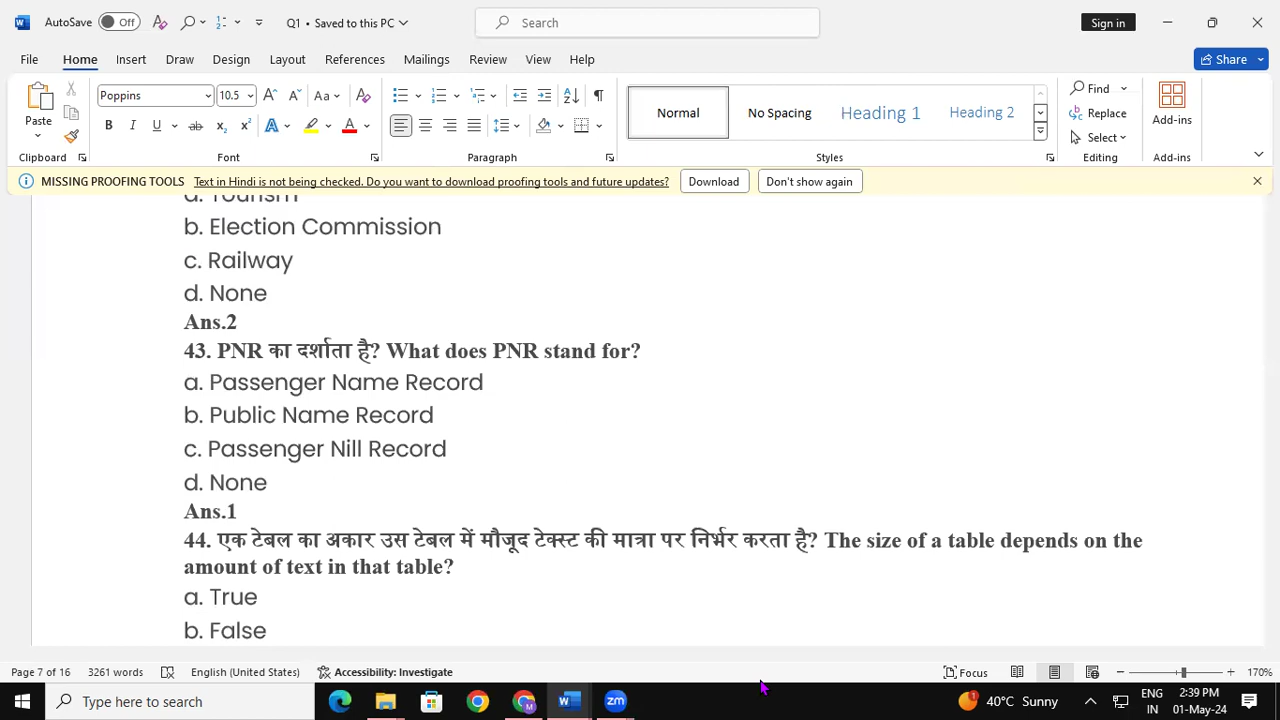 AutoSave Off Q1 • Saved to this PC Search Sign in
File Home Insert Draw Design Layout References Mailings Review View Help Share
Paste Poppins 10.5 Aa Normal No Spacing Heading 1 Heading 2 Find Replace Select Add-ins
Clipboard Font Paragraph Styles Editing Add-ins
MISSING PROOFING TOOLS Text in Hindi is not being checked. Do you want to download proofing tools and future updates? Download Don't show again
a. Tourism
b. Election Commission
c. Railway
d. None
Ans.2
43. PNR का दर्शाता है? What does PNR stand for?
a. Passenger Name Record
b. Public Name Record
c. Passenger Nill Record
d. None
Ans.1
44. एक टेबल का अकार उस टेबल में मौजूद टेक्स्ट की मात्रा पर निर्भर करता है? The size of a table depends on the
amount of text in that table?
a. True
b. False
Page 7 of 16 3261 words English (United States) Accessibility: Investigate Focus 170%
Type here to search 40°C Sunny ENG IN 2:39 PM 01-May-24